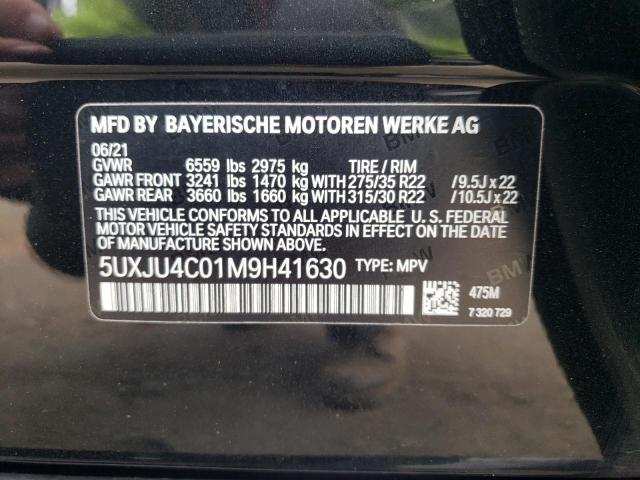 MFD BY BAYERISCHE MOTOREN WERKE AG
06/21
GVWR 6559 lbs 2975 kg TIRE / RIM
GAWR FRONT 3241 lbs 1470 kg WITH 275/35 R22 /9.5J x 22
GAWR REAR 3660 lbs 1660 kg WITH 315/30 R22 /10.5J x 22
THIS VEHICLE CONFORMS TO ALL APPLICABLE U. S. FEDERAL
MOTOR VEHICLE SAFETY STANDARDS IN EFFECT ON THE
DATE OF MANUFACTURE SHOWN ABOVE.
5UXJU4C01M9H41630 TYPE: MPV
475M
7 320 729